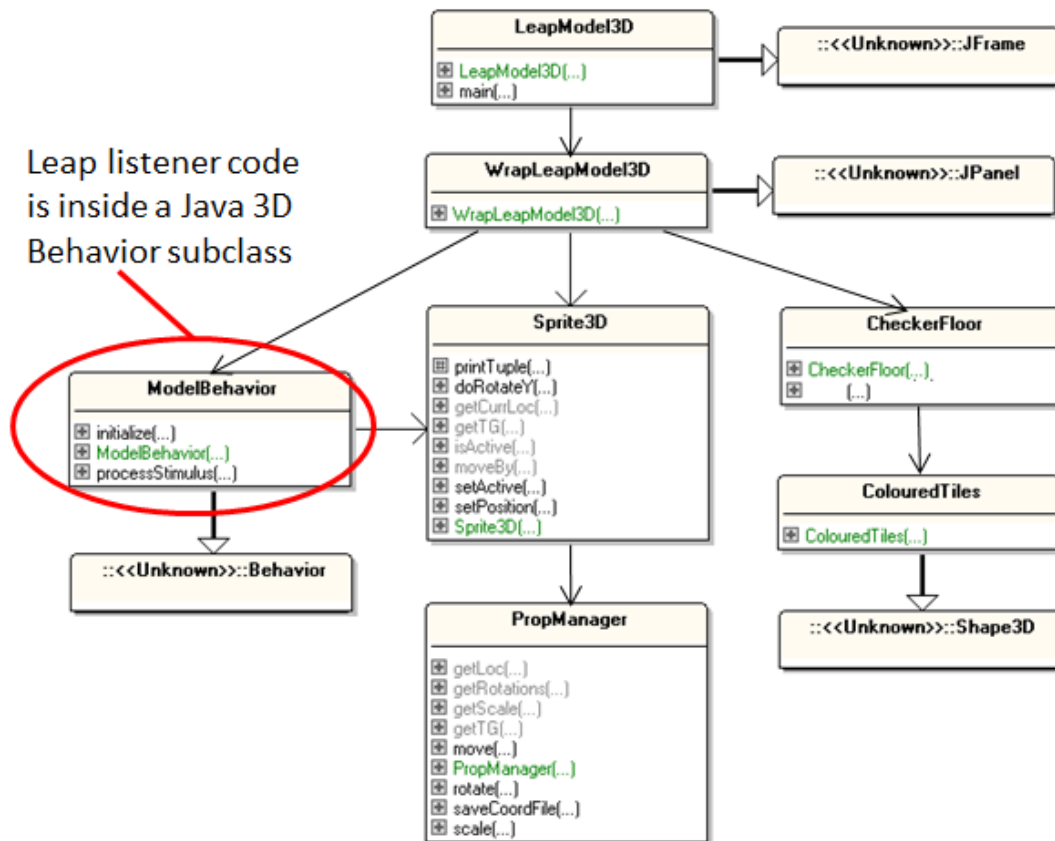 LeapModel3D
LeapModel3D(...)
main(...)
::<<Unknown>>::JFrame
Leap listener code
is inside a Java 3D
Behavior subclass
WrapLeapModel3D
WrapLeapModel3D(...)
::<<Unknown>>::JPanel
ModelBehavior
initialize(...)
ModelBehavior(...)
processStimulus(...)
::<<Unknown>>::Behavior
Sprite3D
printTuple(...)
doRotateY(...)
getCurrLoc(...)
getTG(...)
isActive(...)
moveBy(...)
setActive(...)
setPosition(...)
Sprite3D(...)
CheckerFloor
CheckerFloor(...)
(...)
ColouredTiles
ColouredTiles(...)
::<<Unknown>>::Shape3D
PropManager
getLoc(...)
getRotations(...)
getScale(...)
getTG(...)
move(...)
PropManager(...)
rotate(...)
saveCoordFile(...)
scale(...)